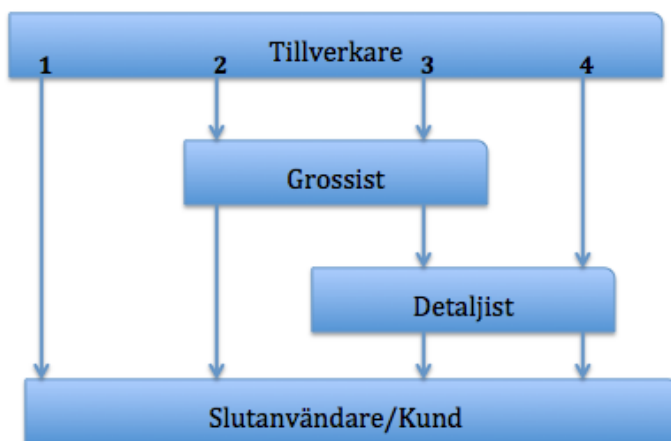 Tillverkare
1 2 3 4
Grossist
Detaljist
Slutanvändare/Kund